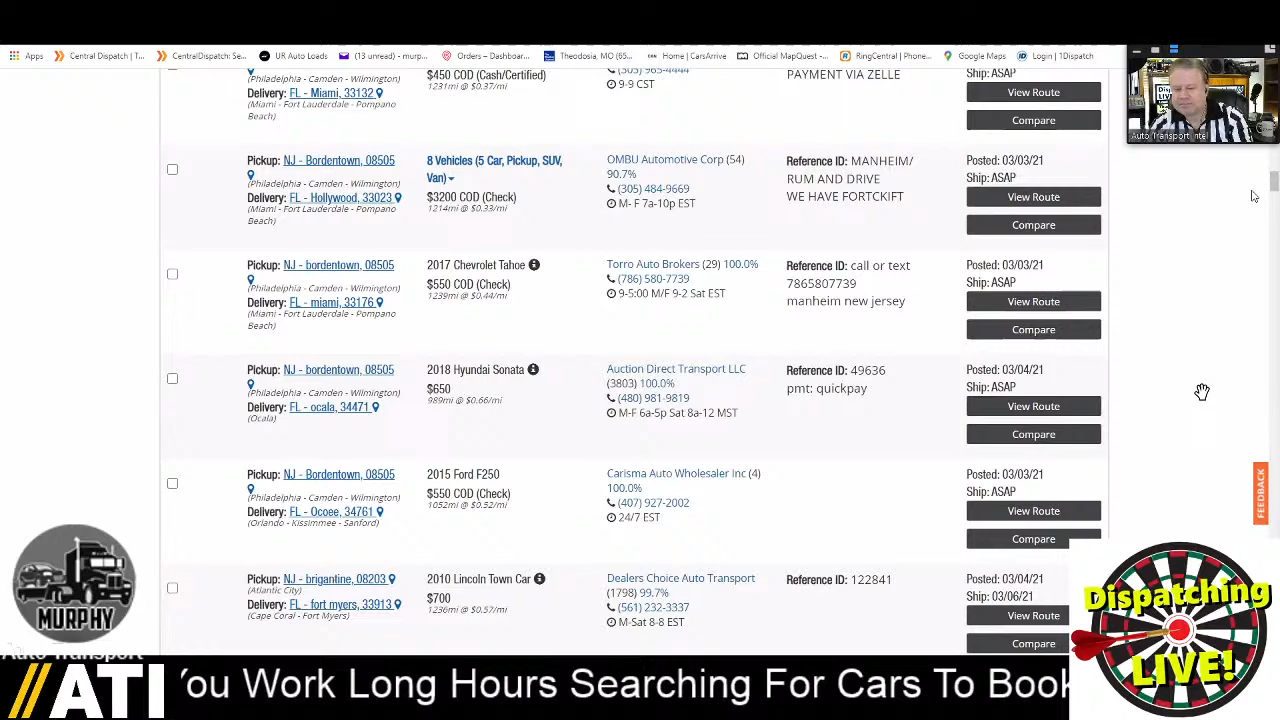 Apps
Central Dispatch | T...
CentralDispatch: Se...
UR Auto Loads
(13 unread) - murp...
Orders – Dashboar...
Theodosia, MO (65...
Home | CarsArrive
Official MapQuest - ...
RingCentral | Phone...
Google Maps
Login | 1Dispatch
(Philadelphia - Camden - Wilmington)
Delivery: FL - Miami, 33132
(Miami - Fort Lauderdale - Pompano
Beach)
$450 COD (Cash/Certified)
1231mi @ $0.37/mi
(305) 965-4444
9-9 CST
PAYMENT VIA ZELLE
Ship: ASAP
View Route
Compare
Pickup: NJ - Bordentown, 08505
(Philadelphia - Camden - Wilmington)
Delivery: FL - Hollywood, 33023
(Miami - Fort Lauderdale - Pompano
Beach)
8 Vehicles (5 Car, Pickup, SUV,
Van)
$3200 COD (Check)
1214mi @ $0.33/mi
OMBU Automotive Corp (54)
90.7%
(305) 484-9669
M- F 7a-10p EST
Reference ID: MANHEIM/
RUM AND DRIVE
WE HAVE FORTCKIFT
Posted: 03/03/21
Ship: ASAP
View Route
Compare
Pickup: NJ - bordentown, 08505
(Philadelphia - Camden - Wilmington)
Delivery: FL - miami, 33176
(Miami - Fort Lauderdale - Pompano
Beach)
2017 Chevrolet Tahoe
$550 COD (Check)
1239mi @ $0.44/mi
Torro Auto Brokers (29) 100.0%
(786) 580-7739
9-5:00 M/F 9-2 Sat EST
Reference ID: call or text
7865807739
manheim new jersey
Posted: 03/03/21
Ship: ASAP
View Route
Compare
Pickup: NJ - bordentown, 08505
(Philadelphia - Camden - Wilmington)
Delivery: FL - ocala, 34471
(Ocala)
2018 Hyundai Sonata
$650
989mi @ $0.66/mi
Auction Direct Transport LLC
(3803) 100.0%
(480) 981-9819
M-F 6a-5p Sat 8a-12 MST
Reference ID: 49636
pmt: quickpay
Posted: 03/04/21
Ship: ASAP
View Route
Compare
Pickup: NJ - Bordentown, 08505
(Philadelphia - Camden - Wilmington)
Delivery: FL - Ocoee, 34761
(Orlando - Kissimmee - Sanford)
2015 Ford F250
$550 COD (Check)
1052mi @ $0.52/mi
Carisma Auto Wholesaler Inc (4)
100.0%
(407) 927-2002
24/7 EST
Posted: 03/03/21
Ship: ASAP
View Route
Compare
Pickup: NJ - brigantine, 08203
(Atlantic City)
Delivery: FL - fort myers, 33913
(Cape Coral - Fort Myers)
2010 Lincoln Town Car
$700
1236mi @ $0.57/mi
Dealers Choice Auto Transport
(1798) 99.7%
(561) 232-3337
M-Sat 8-8 EST
Reference ID: 122841
Posted: 03/04/21
Ship: 03/06/21
View Route
Compare
FEEDBACK
Auto Transport Intel
MURPHY
Dispatching
LIVE!
Auto Transport
//ATI
You Work Long Hours Searching For Cars To Book